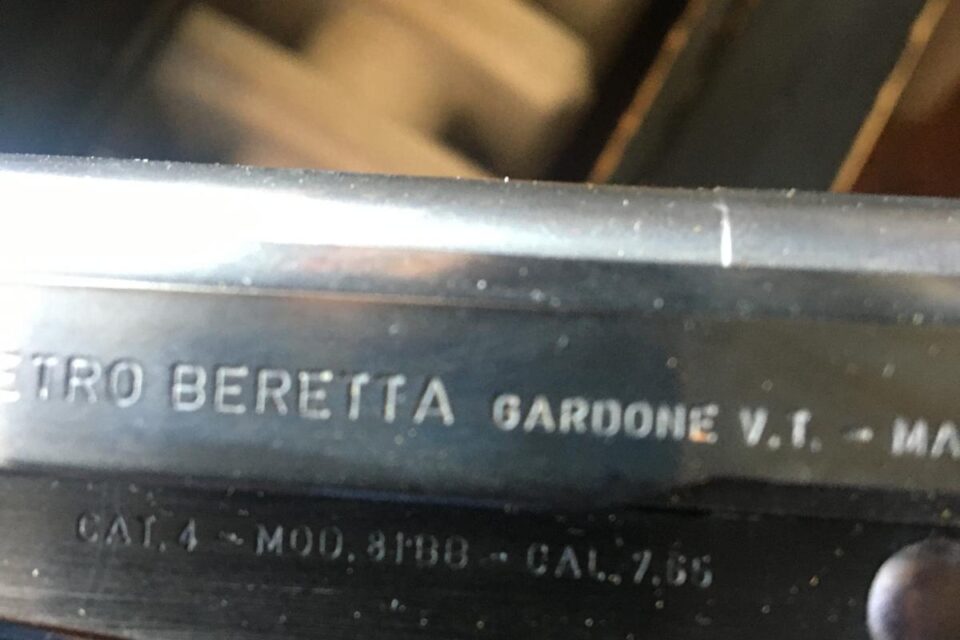 ETRO BERETTA GARDONE V.T. - MA
CAT.4 - MOD.81BB - CAL.7.65